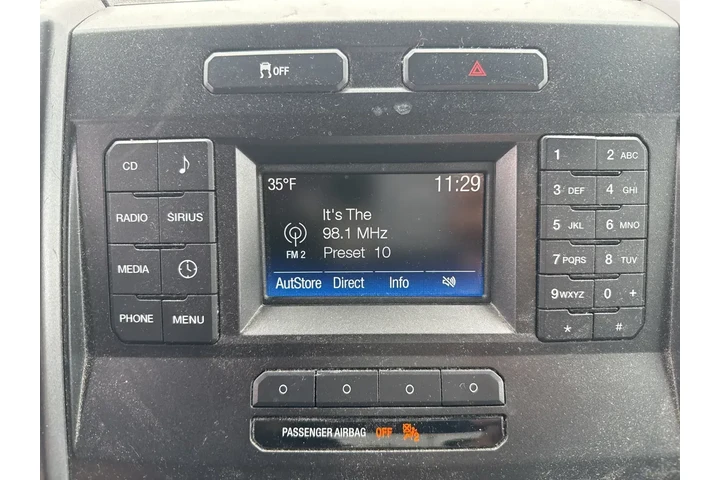 OFF
35°F 11:29
It's The
98.1 MHz
FM 2
Preset 10
AutStore Direct Info
CD
RADIO SIRIUS
MEDIA
PHONE MENU
1 2 ABC
3 DEF 4 GHI
5 JKL 6 MNO
7 PQRS 8 TUV
9 WXYZ 0 +
* #
PASSENGER AIRBAG OFF